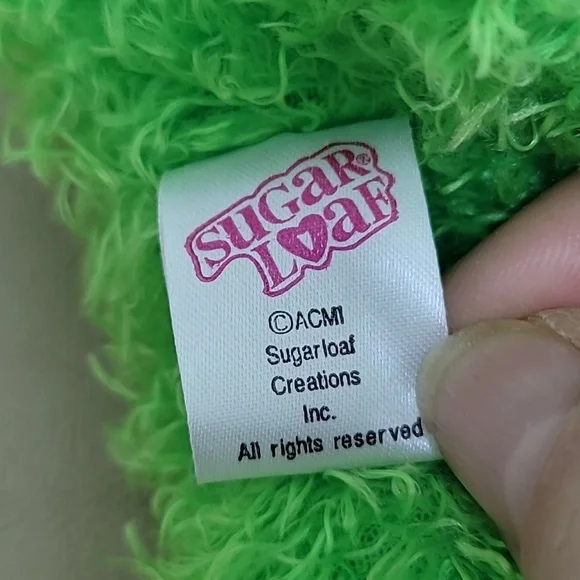 SUGAR®
LOAF
©ACMI
Sugarloaf
Creations
Inc.
All rights reserved